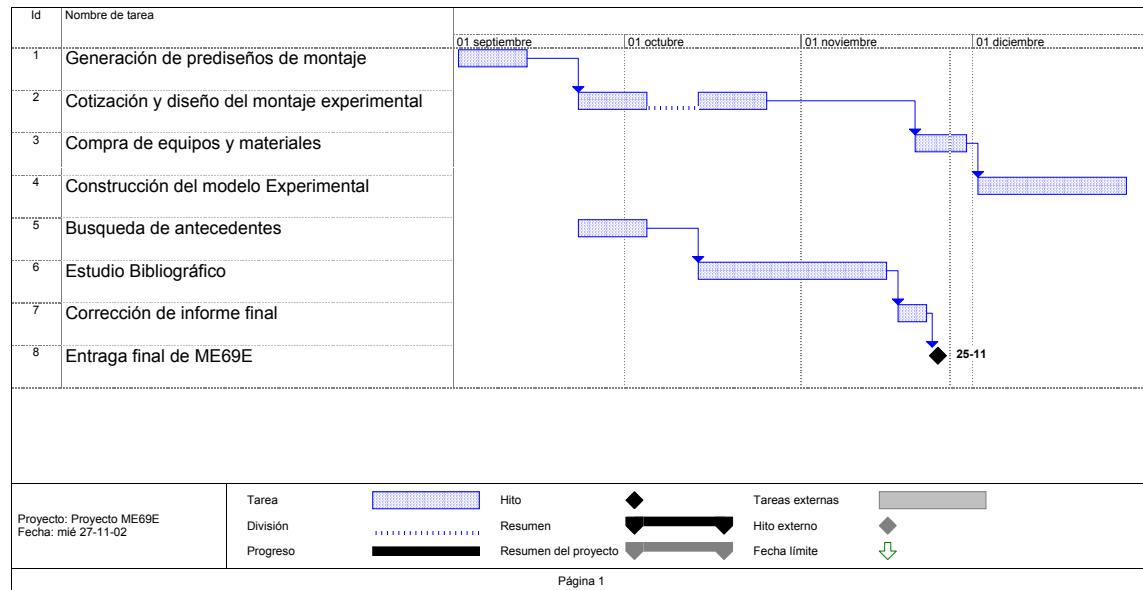 Id Nombre de tarea
01 septiembre 01 octubre 01 noviembre 01 diciembre
1 Generación de prediseños de montaje
2 Cotización y diseño del montaje experimental
3 Compra de equipos y materiales
4 Construcción del modelo Experimental
5 Busqueda de antecedentes
6 Estudio Bibliográfico
7 Corrección de informe final
8 Entraga final de ME69E 25-11
Proyecto: Proyecto ME69E
Fecha: mié 27-11-02
Tarea Hito Tareas externas
División Resumen Hito externo
Progreso Resumen del proyecto Fecha límite
Página 1